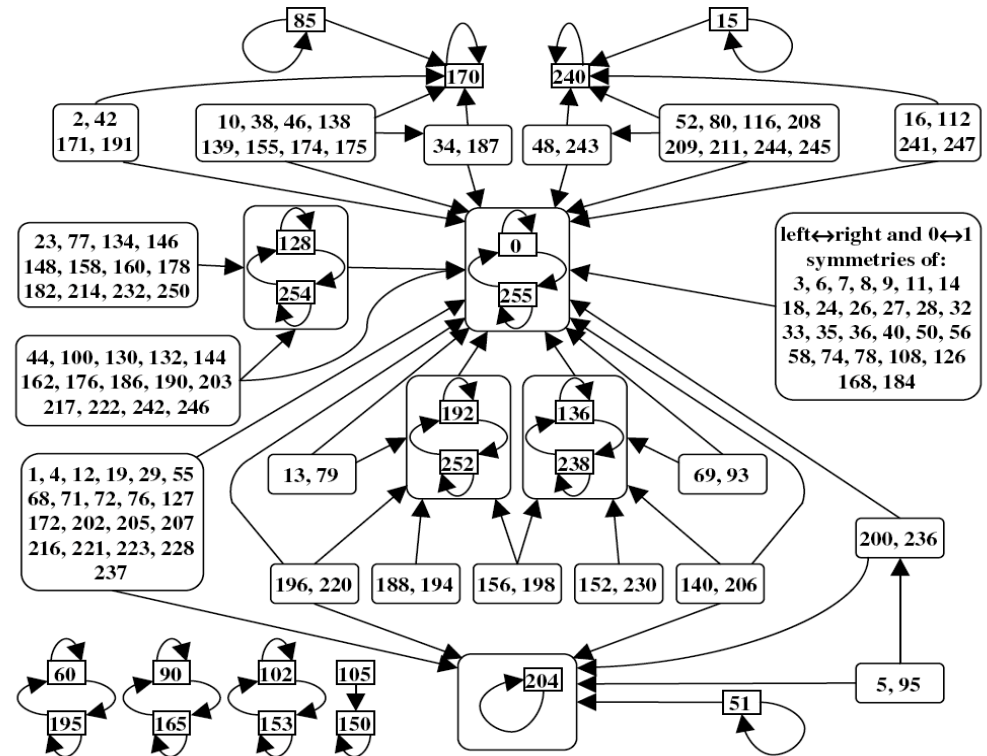 85
15
170
240
2, 42
171, 191
10, 38, 46, 138
139, 155, 174, 175
34, 187
48, 243
52, 80, 116, 208
209, 211, 244, 245
16, 112
241, 247
23, 77, 134, 146
148, 158, 160, 178
182, 214, 232, 250
128
254
0
255
left↔right and 0↔1
symmetries of:
3, 6, 7, 8, 9, 11, 14
18, 24, 26, 27, 28, 32
33, 35, 36, 40, 50, 56
58, 74, 78, 108, 126
168, 184
44, 100, 130, 132, 144
162, 176, 186, 190, 203
217, 222, 242, 246
192
252
136
238
13, 79
69, 93
1, 4, 12, 19, 29, 55
68, 71, 72, 76, 127
172, 202, 205, 207
216, 221, 223, 228
237
196, 220
188, 194
156, 198
152, 230
140, 206
200, 236
60
195
90
165
102
153
105
150
204
51
5, 95